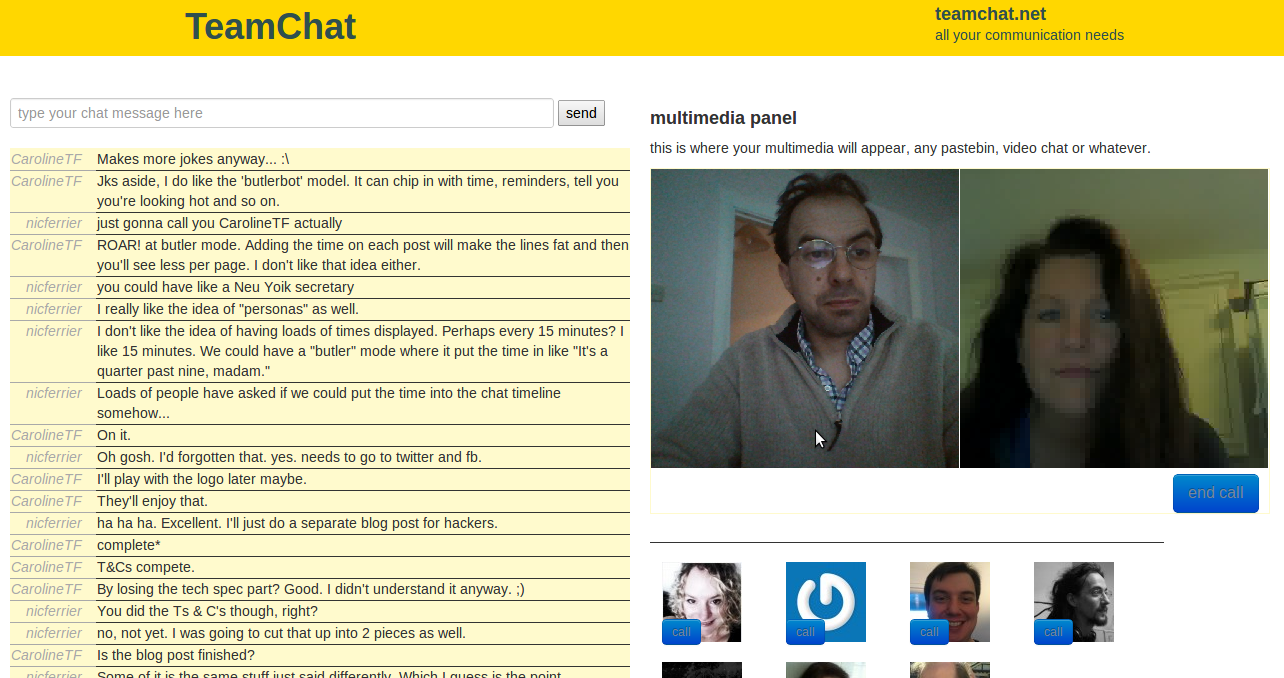 TeamChat
teamchat.net
all your communication needs
type your chat message here
send
CarolineTF Makes more jokes anyway... :\
CarolineTF Jks aside, I do like the 'butlerbot' model. It can chip in with time, reminders, tell you
you're looking hot and so on.
nicferrier just gonna call you CarolineTF actually
CarolineTF ROAR! at butler mode. Adding the time on each post will make the lines fat and then
you'll see less per page. I don't like that idea either.
nicferrier you could have like a Neu Yoik secretary
nicferrier I really like the idea of "personas" as well.
nicferrier I don't like the idea of having loads of times displayed. Perhaps every 15 minutes? I
like 15 minutes. We could have a "butler" mode where it put the time in like "It's a
quarter past nine, madam."
nicferrier Loads of people have asked if we could put the time into the chat timeline
somehow...
CarolineTF On it.
nicferrier Oh gosh. I'd forgotten that. yes. needs to go to twitter and fb.
CarolineTF I'll play with the logo later maybe.
CarolineTF They'll enjoy that.
nicferrier ha ha ha. Excellent. I'll just do a separate blog post for hackers.
CarolineTF complete*
CarolineTF T&Cs compete.
CarolineTF By losing the tech spec part? Good. I didn't understand it anyway. ;)
nicferrier You did the Ts & C's though, right?
nicferrier no, not yet. I was going to cut that up into 2 pieces as well.
CarolineTF Is the blog post finished?
nicferrier Some of it is the same stuff just said differently. Which I guess is the point.
multimedia panel
this is where your multimedia will appear, any pastebin, video chat or whatever.
end call
call
call
call
call